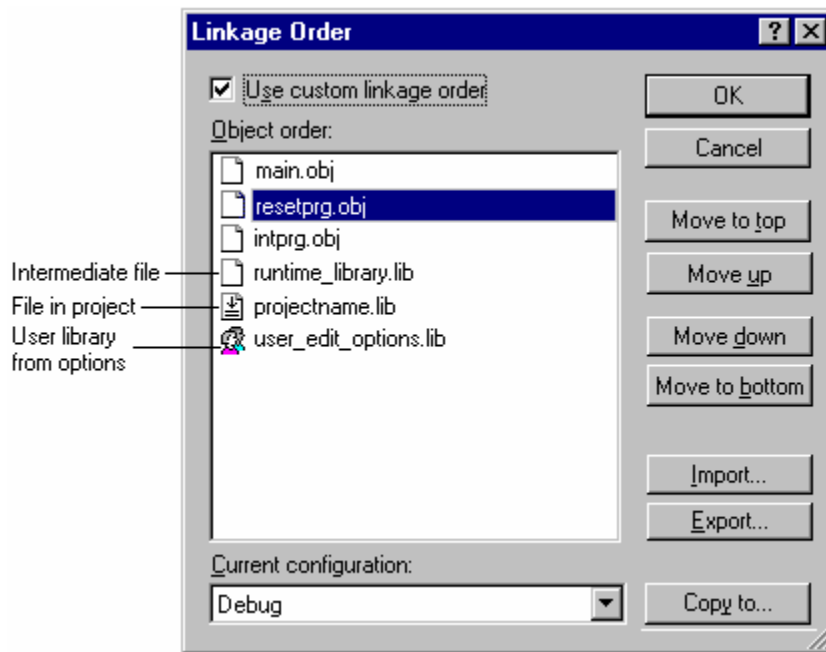 Linkage Order
Use custom linkage order
OK
Object order:
Cancel
main.obj
resetprg.obj
Move to top
intprg.obj
Intermediate file
runtime_library.lib
Move up
File in project
projectname.lib
User library
from options
user_edit_options.lib
Move down
Move to bottom
Import...
Export...
Current configuration:
Debug
Copy to...